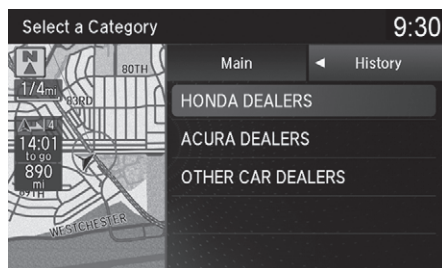 Select a Category
9:30
N
80TH
Main
History
1/4mi
83RD
HONDA DEALERS
4
14:01
to go
890
mi
ACURA DEALERS
OTHER CAR DEALERS
WESTCHESTER